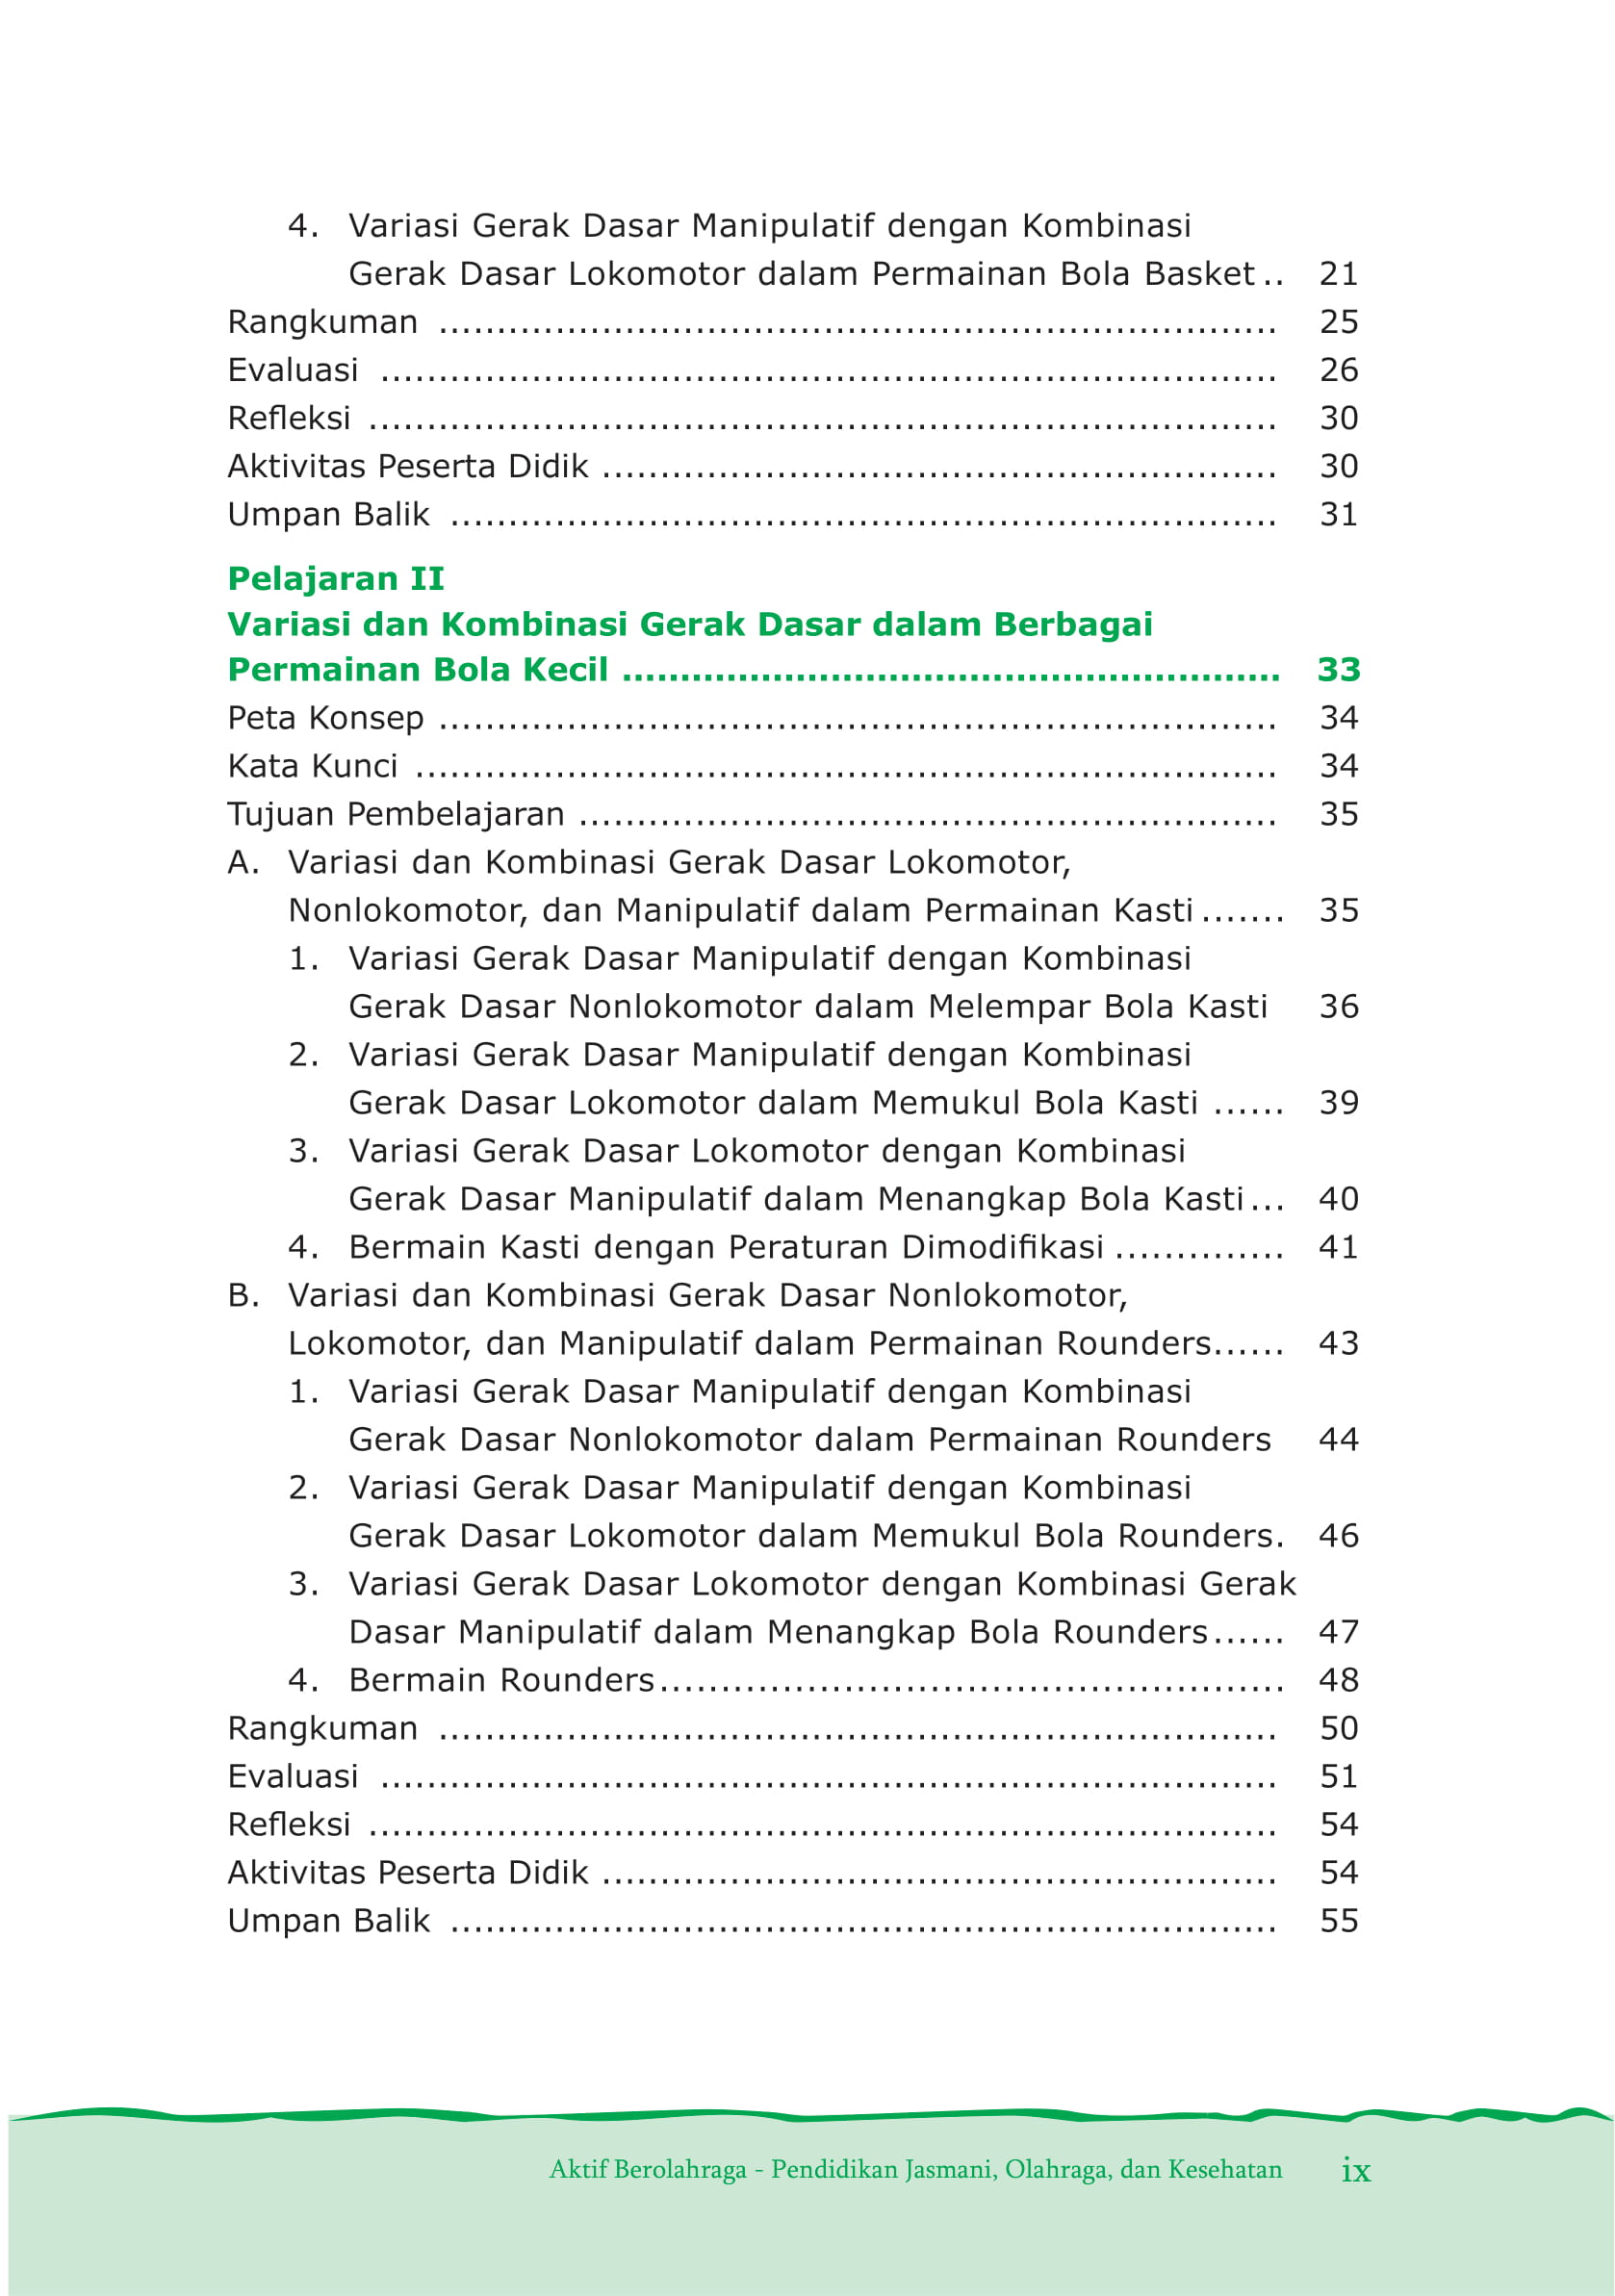 4. Variasi Gerak Dasar Manipulatif dengan Kombinasi
Gerak Dasar Lokomotor dalam Permainan Bola Basket .. 21
Rangkuman ........................................................................ 25
Evaluasi ............................................................................. 26
Refleksi .............................................................................. 30
Aktivitas Peserta Didik .......................................................... 30
Umpan Balik ....................................................................... 31
Pelajaran II
Variasi dan Kombinasi Gerak Dasar dalam Berbagai
Permainan Bola Kecil ......................................................... 33
Peta Konsep ........................................................................ 34
Kata Kunci .......................................................................... 34
Tujuan Pembelajaran ............................................................ 35
A. Variasi dan Kombinasi Gerak Dasar Lokomotor,
Nonlokomotor, dan Manipulatif dalam Permainan Kasti ....... 35
1. Variasi Gerak Dasar Manipulatif dengan Kombinasi
Gerak Dasar Nonlokomotor dalam Melempar Bola Kasti 36
2. Variasi Gerak Dasar Manipulatif dengan Kombinasi
Gerak Dasar Lokomotor dalam Memukul Bola Kasti ...... 39
3. Variasi Gerak Dasar Lokomotor dengan Kombinasi
Gerak Dasar Manipulatif dalam Menangkap Bola Kasti ... 40
4. Bermain Kasti dengan Peraturan Dimodifikasi .............. 41
B. Variasi dan Kombinasi Gerak Dasar Nonlokomotor,
Lokomotor, dan Manipulatif dalam Permainan Rounders...... 43
1. Variasi Gerak Dasar Manipulatif dengan Kombinasi
Gerak Dasar Nonlokomotor dalam Permainan Rounders 44
2. Variasi Gerak Dasar Manipulatif dengan Kombinasi
Gerak Dasar Lokomotor dalam Memukul Bola Rounders. 46
3. Variasi Gerak Dasar Lokomotor dengan Kombinasi Gerak
Dasar Manipulatif dalam Menangkap Bola Rounders...... 47
4. Bermain Rounders................................................... 48
Rangkuman ........................................................................ 50
Evaluasi ............................................................................. 51
Refleksi .............................................................................. 54
Aktivitas Peserta Didik .......................................................... 54
Umpan Balik ....................................................................... 55
Aktif Berolahraga - Pendidikan Jasmani, Olahraga, dan Kesehatan ix